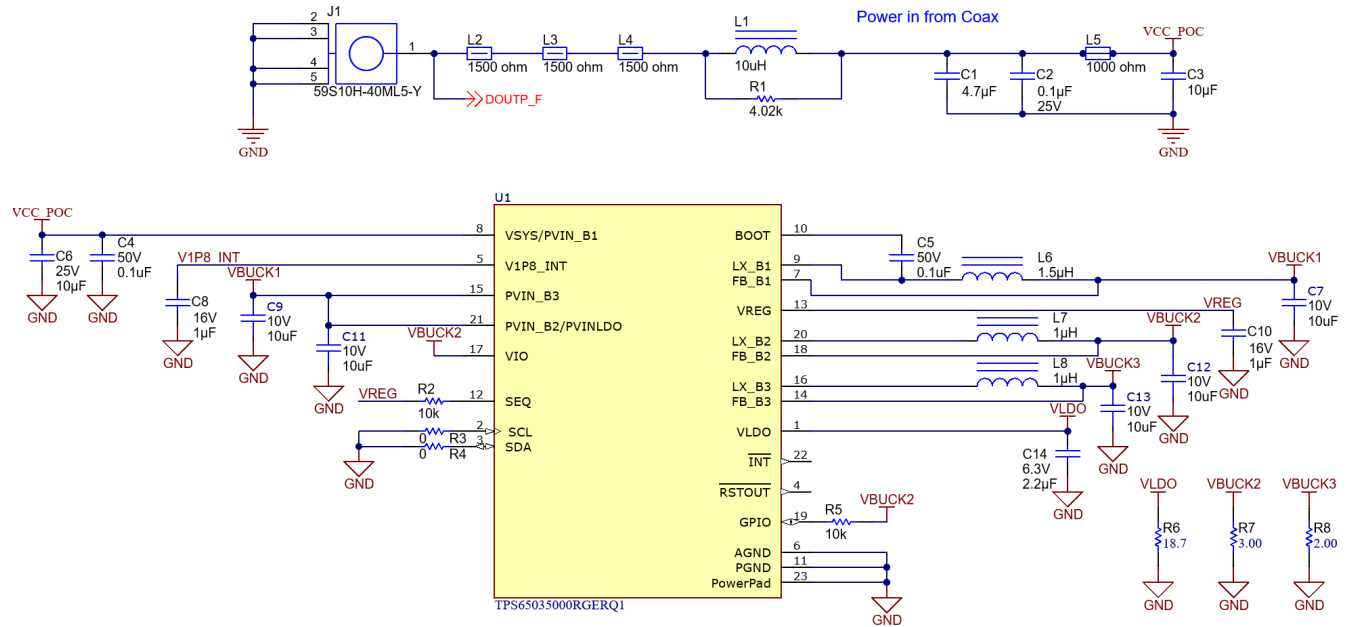 Power in from Coax
J1
2
3
4
5
1
59S10H-40ML5-Y
GND
DOUTP_F
L2
1500 ohm
L3
1500 ohm
L4
1500 ohm
L1
10uH
R1
4.02k
C1
4.7µF
C2
0.1µF
25V
L5
1000 ohm
VCC_POC
C3
10µF
GND
U1
VCC_POC
C6
25V
10µF
GND
C4
50V
0.1uF
GND
V1P8_INT
C8
16V
1µF
GND
VBUCK1
C9
10V
10uF
GND
C11
10V
10uF
GND
VBUCK2
VREG
R2
10k
0
R3
0
R4
GND
8 VSYS/PVIN_B1
5 V1P8_INT
15 PVIN_B3
21 PVIN_B2/PVINLDO
17 VIO
12 SEQ
2 SCL
3 SDA
BOOT 10
LX_B1 9
FB_B1 7
VREG 13
LX_B2 20
FB_B2 18
LX_B3 16
FB_B3 14
VLDO 1
INT 22
RSTOUT 4
GPIO 19
AGND 6
PGND 11
PowerPad 23
TPS65035000RGERQ1
C5
50V
0.1uF
L6
1.5µH
VBUCK1
C7
10V
10uF
GND
VREG
C10
16V
1µF
GND
L7
1µH
VBUCK2
C12
10V
10uF
GND
L8
1µH
VBUCK3
C13
10V
10uF
GND
VLDO
C14
6.3V
2.2µF
GND
R5
10k
VBUCK2
GND
VLDO
R6
18.7
GND
VBUCK2
R7
3.00
GND
VBUCK3
R8
2.00
GND